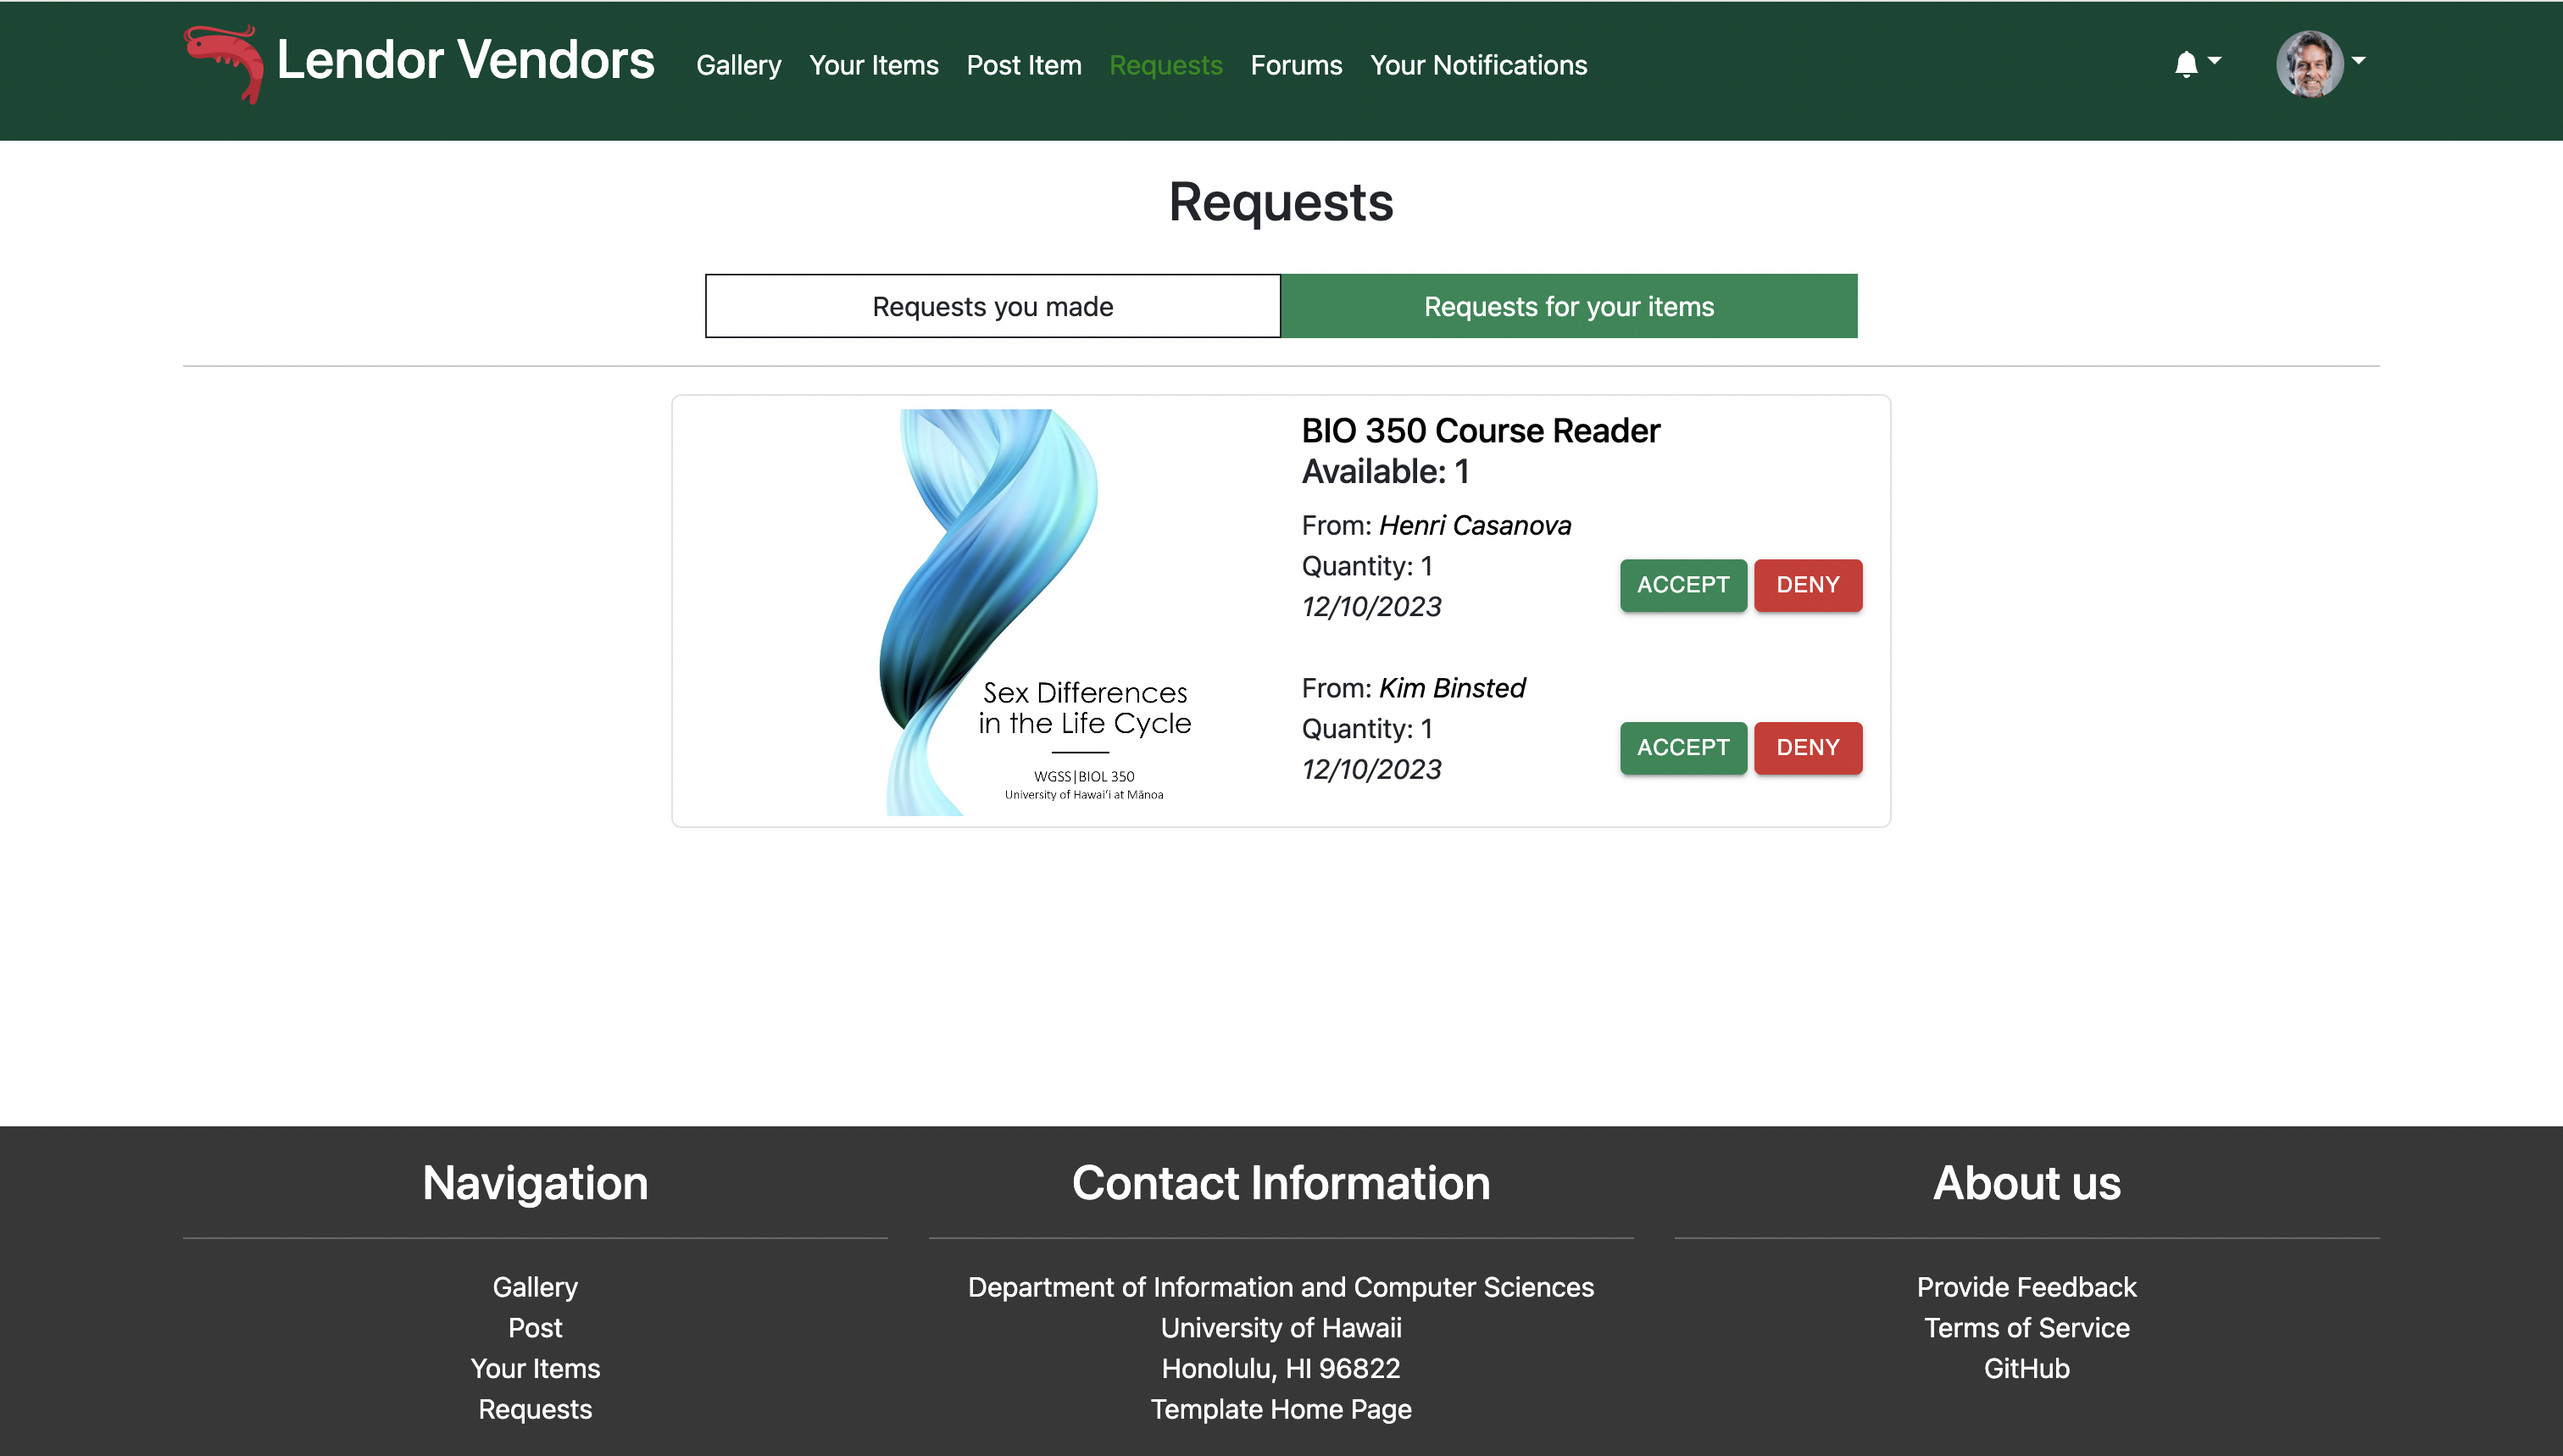 Lendor Vendors
Gallery
Your Items
Post Item
Requests
Forums
Your Notifications
Requests
Requests you made
Requests for your items
Sex Differences
in the Life Cycle
WGSS|BIOL 350
University of Hawai‘i at Mānoa
BIO 350 Course Reader
Available: 1
From: Henri Casanova
Quantity: 1
12/10/2023
ACCEPT
DENY
From: Kim Binsted
Quantity: 1
12/10/2023
ACCEPT
DENY
Navigation
Gallery
Post
Your Items
Requests
Contact Information
Department of Information and Computer Sciences
University of Hawaii
Honolulu, HI 96822
Template Home Page
About us
Provide Feedback
Terms of Service
GitHub